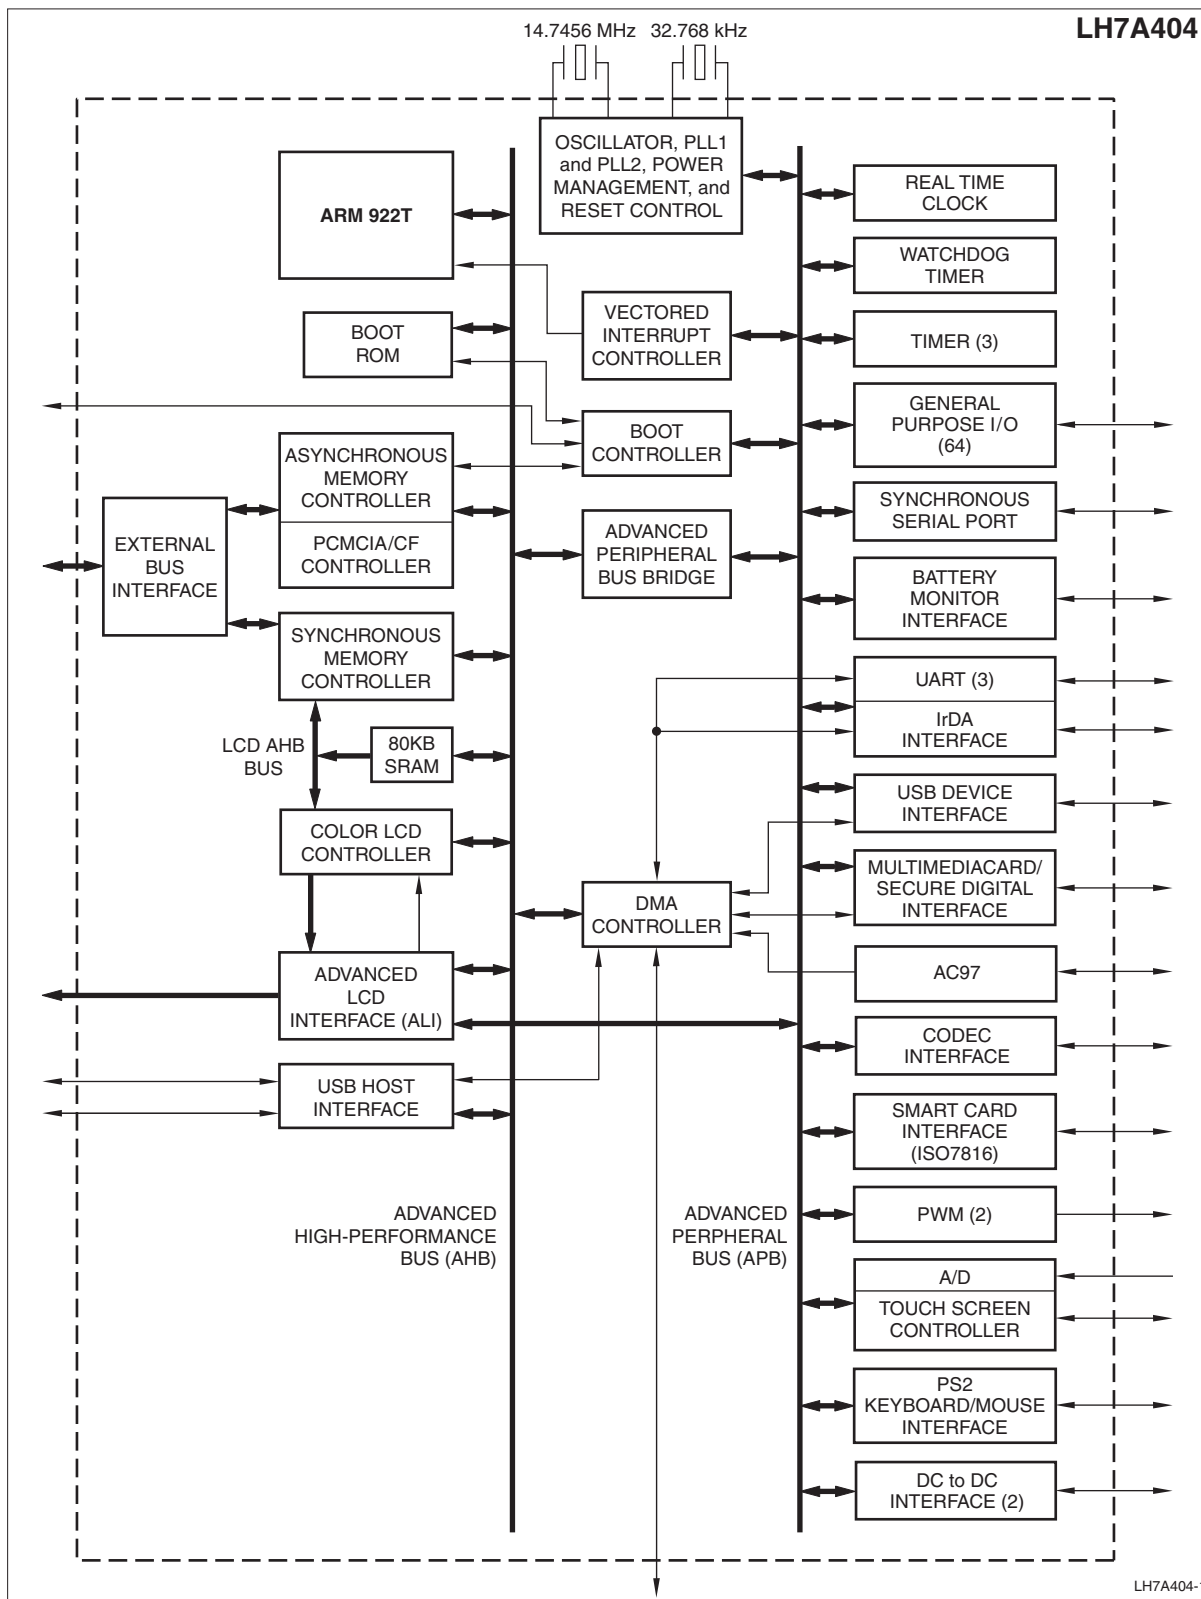 LH7A404
14.7456 MHz 32.768 kHz
OSCILLATOR, PLL1
and PLL2, POWER
MANAGEMENT, and
RESET CONTROL
ARM 922T
REAL TIME
CLOCK
WATCHDOG
TIMER
VECTORED
INTERRUPT
CONTROLLER
BOOT
ROM
TIMER (3)
GENERAL
PURPOSE I/O
(64)
BOOT
CONTROLLER
ASYNCHRONOUS
MEMORY
CONTROLLER
PCMCIA/CF
CONTROLLER
EXTERNAL
BUS
INTERFACE
ADVANCED
PERIPHERAL
BUS BRIDGE
SYNCHRONOUS
SERIAL PORT
BATTERY
MONITOR
INTERFACE
SYNCHRONOUS
MEMORY
CONTROLLER
UART (3)
IrDA
INTERFACE
LCD AHB
BUS
80KB
SRAM
USB DEVICE
INTERFACE
COLOR LCD
CONTROLLER
MULTIMEDIACARD/
SECURE DIGITAL
INTERFACE
DMA
CONTROLLER
AC97
ADVANCED
LCD
INTERFACE (ALI)
CODEC
INTERFACE
USB HOST
INTERFACE
SMART CARD
INTERFACE
(ISO7816)
ADVANCED
HIGH-PERFORMANCE
BUS (AHB)
ADVANCED
PERPHERAL
BUS (APB)
PWM (2)
A/D
TOUCH SCREEN
CONTROLLER
PS2
KEYBOARD/MOUSE
INTERFACE
DC to DC
INTERFACE (2)